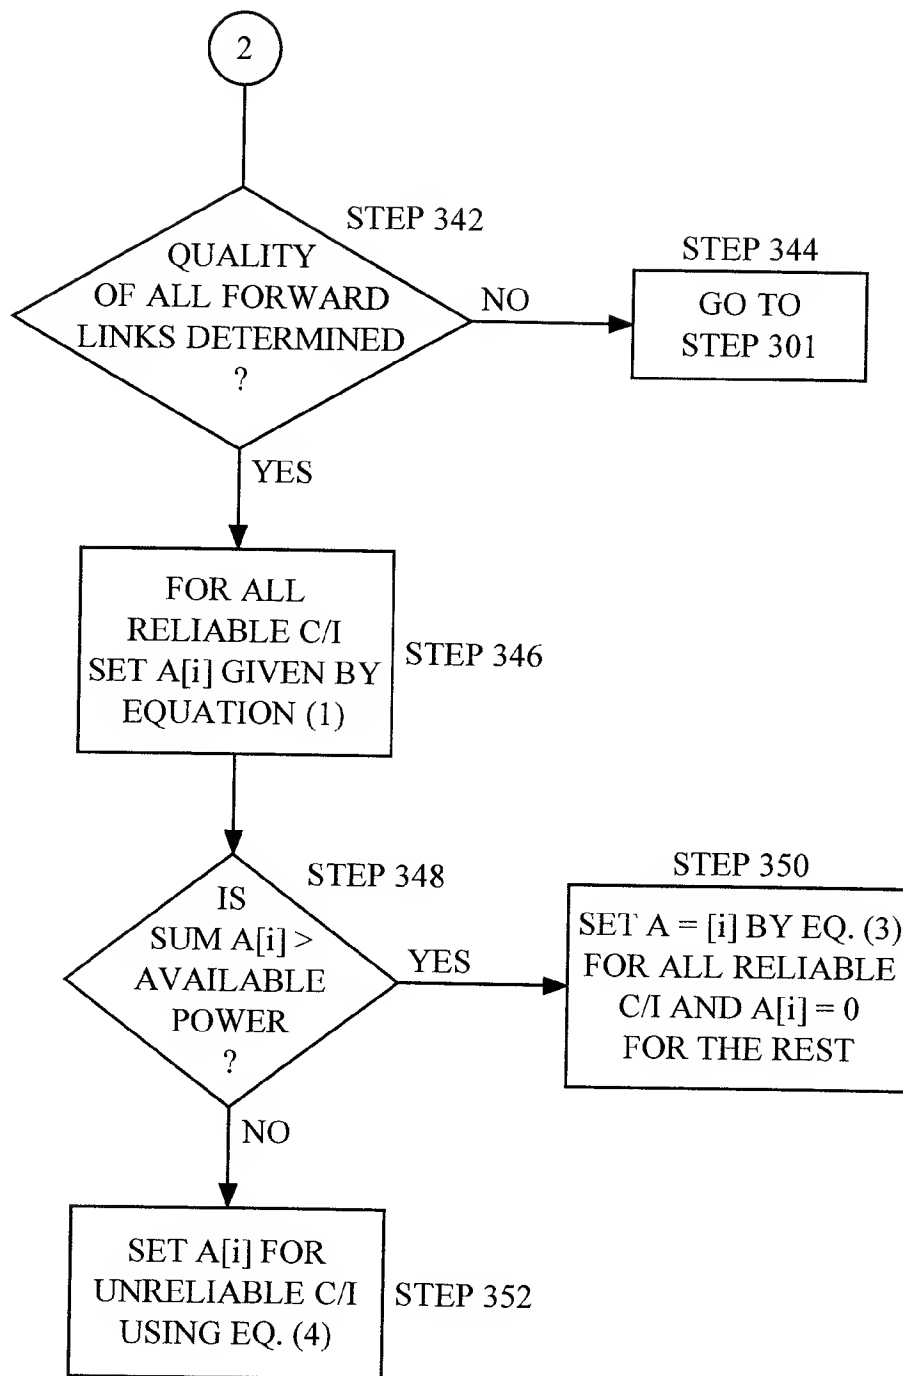 2
STEP 342
QUALITY
OF ALL FORWARD
LINKS DETERMINED
?
NO
STEP 344
GO TO
STEP 301
YES
FOR ALL
RELIABLE C/I
SET A[i] GIVEN BY
EQUATION (1)
STEP 346
STEP 348
IS
SUM A[i] >
AVAILABLE
POWER
?
YES
STEP 350
SET A = [i] BY EQ. (3)
FOR ALL RELIABLE
C/I AND A[i] = 0
FOR THE REST
NO
SET A[i] FOR
UNRELIABLE C/I
USING EQ. (4)
STEP 352